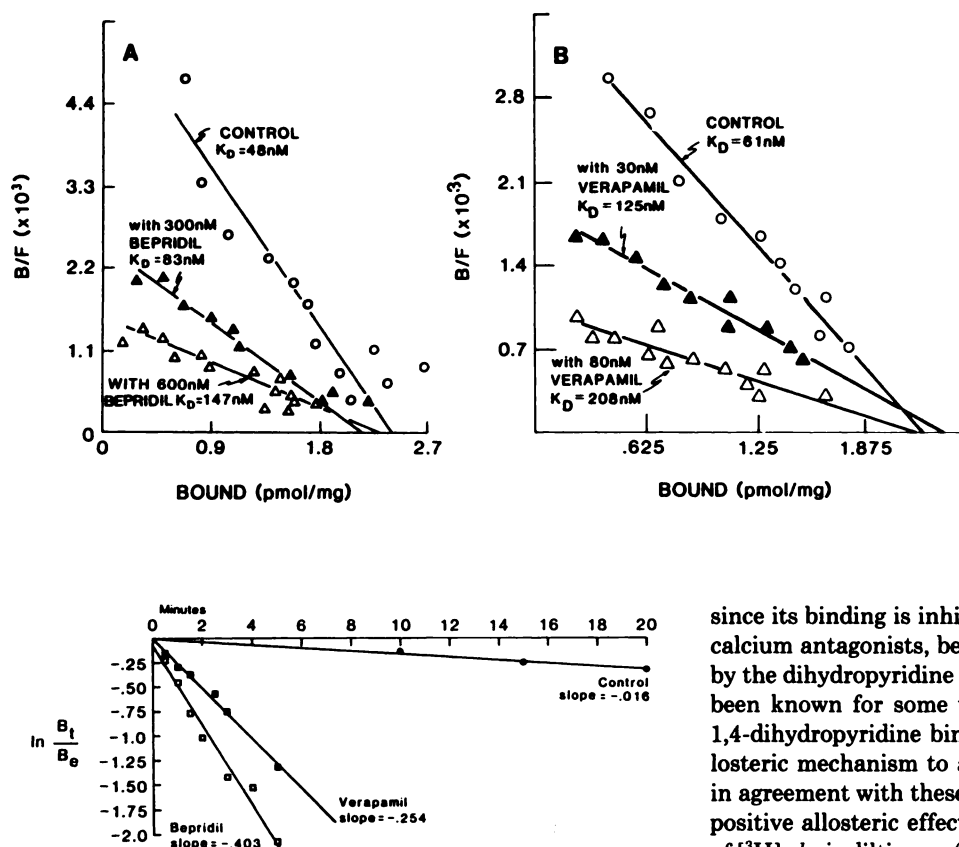 A
B/F (x10³)
4.4
3.3
2.2
1.1
0
CONTROL
K_D = 48nM
with 300nM
BEPRIDIL
K_D = 83nM
WITH 600nM
BEPRIDIL K_D = 147nM
0 0.9 1.8 2.7
BOUND (pmol/mg)
B
B/F (x10⁻³)
2.8
2.1
1.4
0.7
CONTROL
K_D = 61nM
with 30nM
VERAPAMIL
K_D = 125nM
with 80nM
VERAPAMIL
K_D = 208nM
.625 1.25 1.875
BOUND (pmol/mg)
Minutes
0 2 4 6 8 10 12 14 16 18 20
ln B_t
B_e
-.25
-.50
-.75
-1.0
-1.25
-1.50
-1.75
-2.0
Control
slope = -.016
Verapamil
slope = -.254
Bepridil
slope = -.403
since its binding is inhi
calcium antagonists, be
by the dihydropyridine
been known for some
1,4-dihydropyridine bin
losteric mechanism to a
in agreement with these
positive allosteric effect